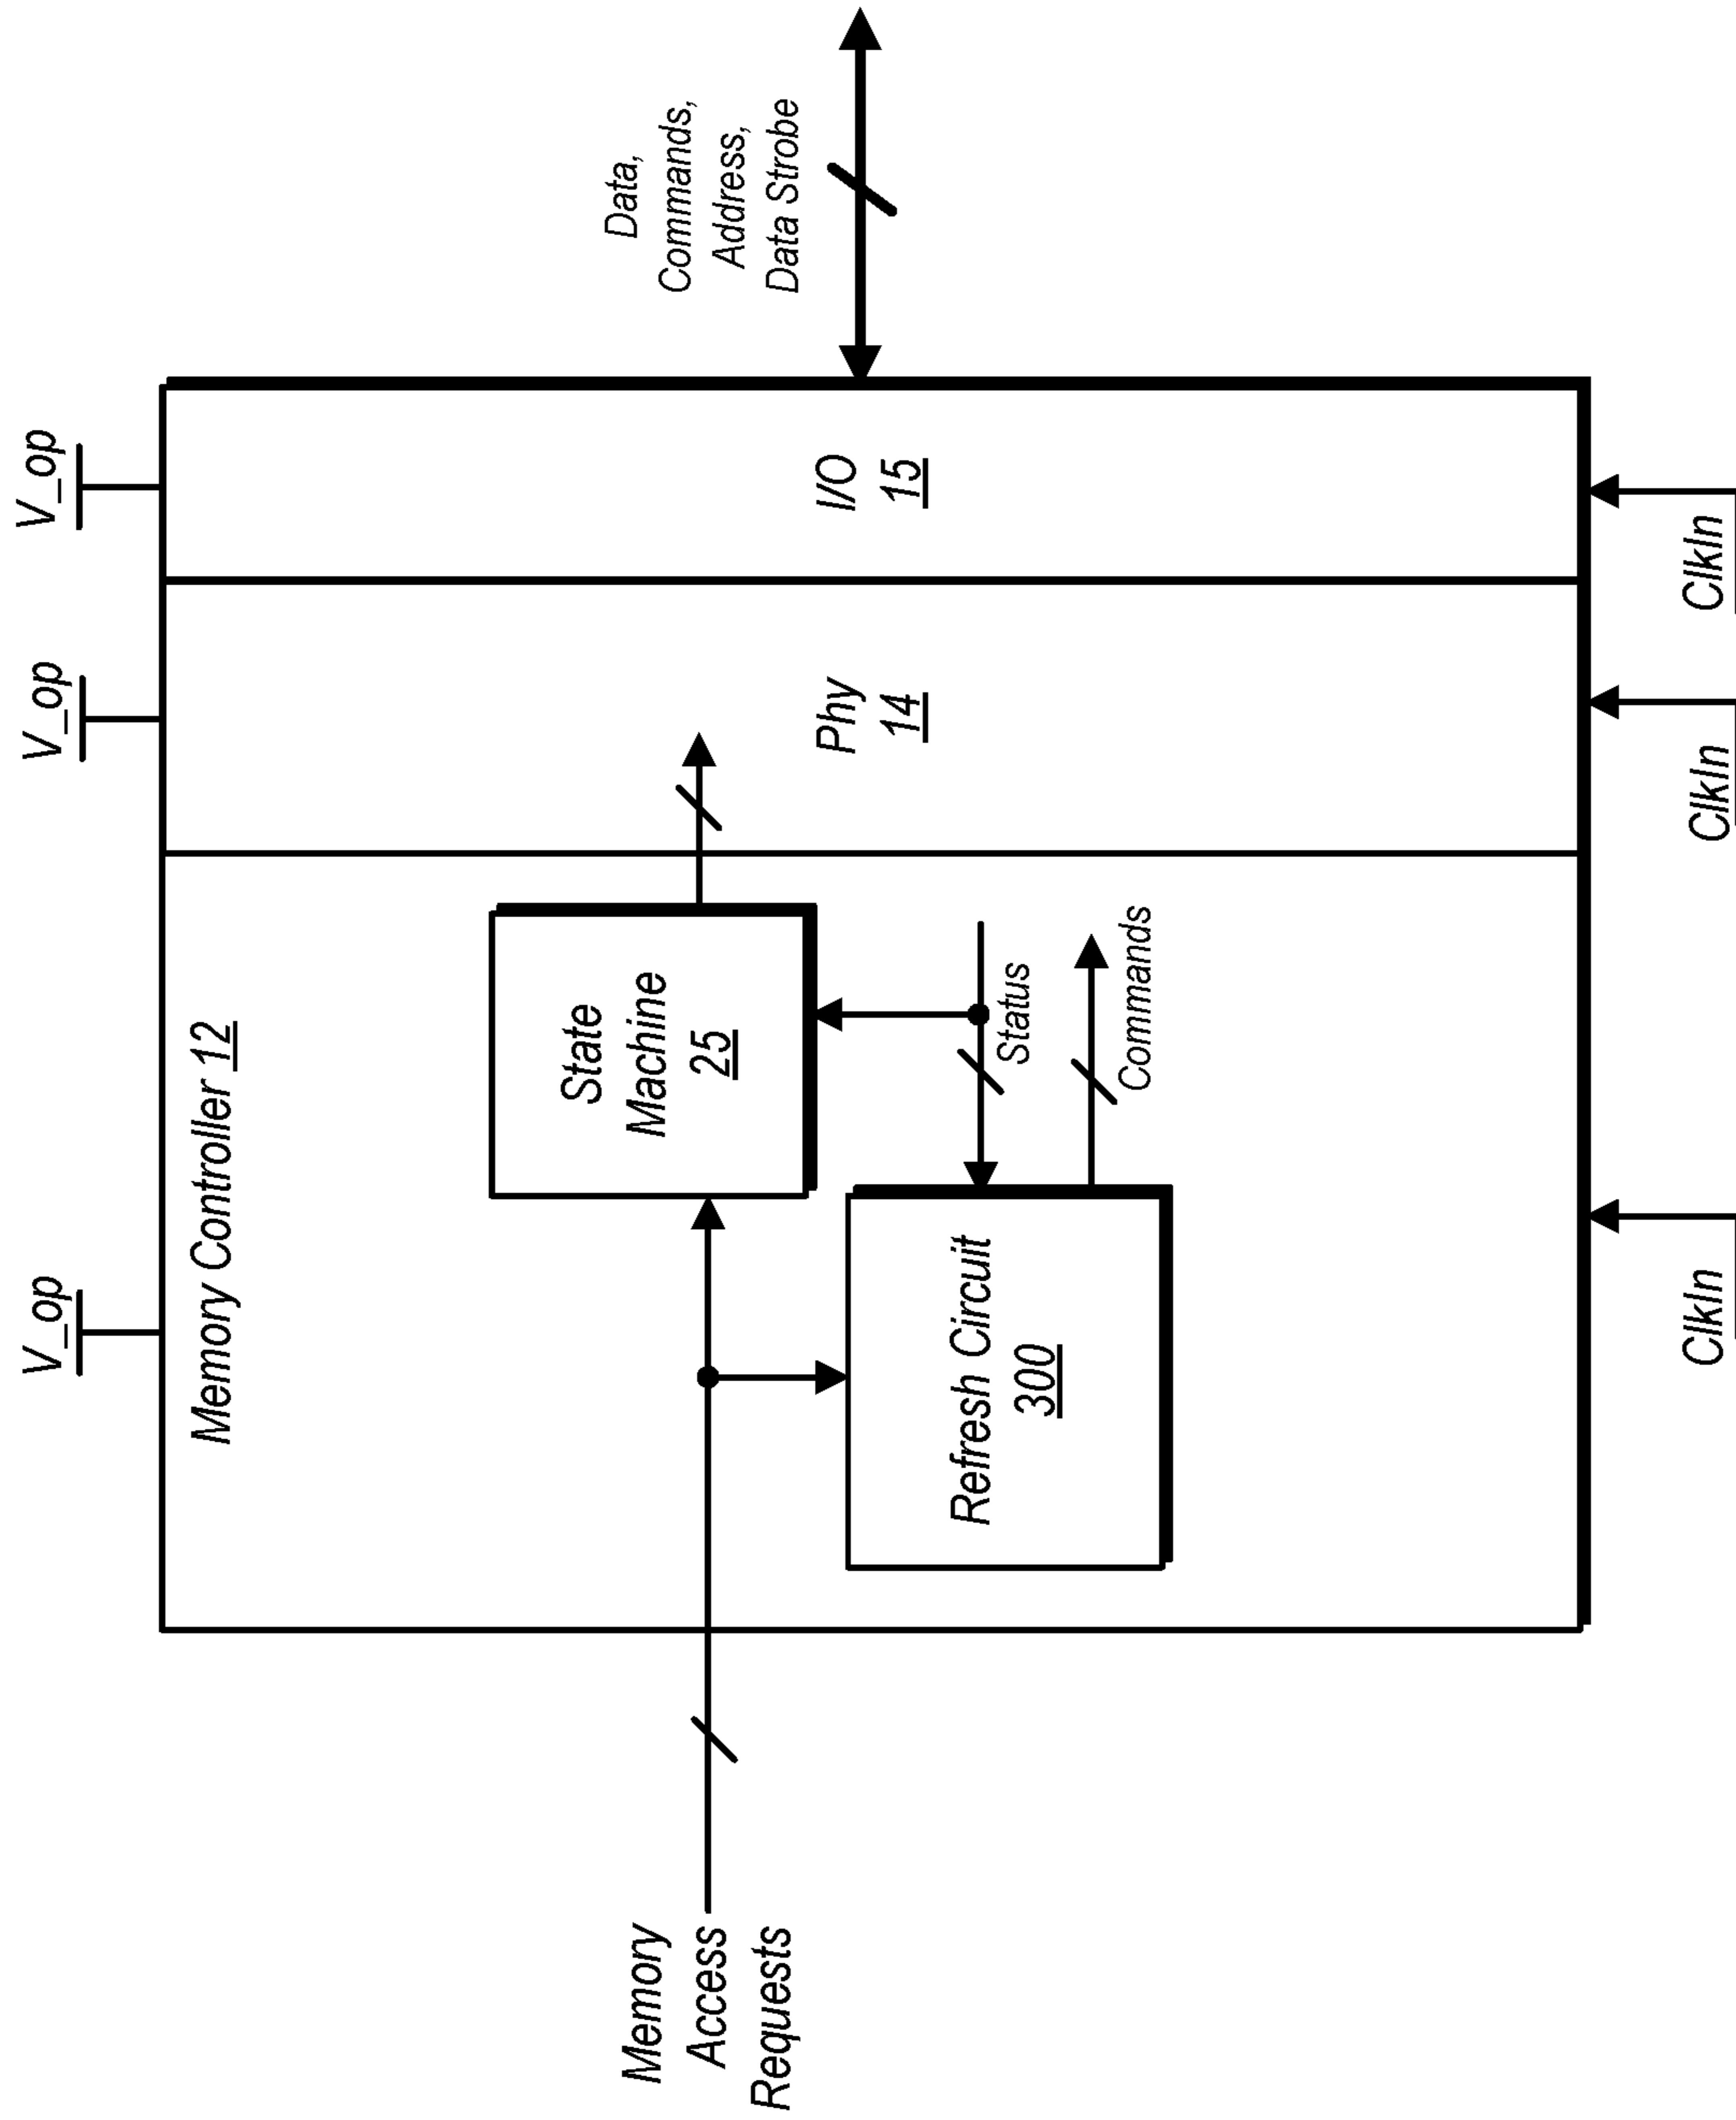 V_op
V_op
V_op
Memory Controller 12
State
Machine
25
Phy
14
I/O
15
Data,
Commands,
Address,
Data Strobe
Memory
Access
Requests
Refresh Circuit
300
Status
Commands
ClkIn
ClkIn
ClkIn